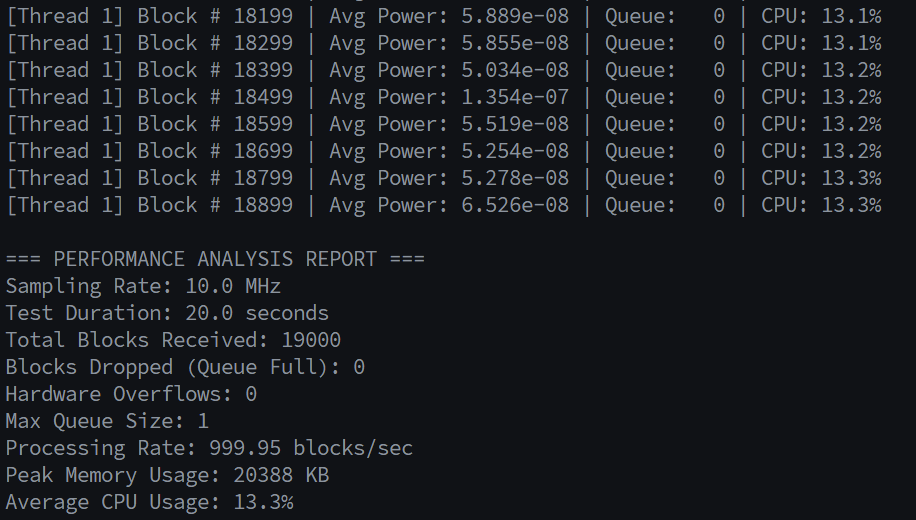 [Thread 1] Block # 18199 | Avg Power: 5.889e-08 | Queue:   0 | CPU: 13.1%
[Thread 1] Block # 18299 | Avg Power: 5.855e-08 | Queue:   0 | CPU: 13.1%
[Thread 1] Block # 18399 | Avg Power: 5.034e-08 | Queue:   0 | CPU: 13.2%
[Thread 1] Block # 18499 | Avg Power: 1.354e-07 | Queue:   0 | CPU: 13.2%
[Thread 1] Block # 18599 | Avg Power: 5.519e-08 | Queue:   0 | CPU: 13.2%
[Thread 1] Block # 18699 | Avg Power: 5.254e-08 | Queue:   0 | CPU: 13.2%
[Thread 1] Block # 18799 | Avg Power: 5.278e-08 | Queue:   0 | CPU: 13.3%
[Thread 1] Block # 18899 | Avg Power: 6.526e-08 | Queue:   0 | CPU: 13.3%
=== PERFORMANCE ANALYSIS REPORT ===
Sampling Rate: 10.0 MHz
Test Duration: 20.0 seconds
Total Blocks Received: 19000
Blocks Dropped (Queue Full): 0
Hardware Overflows: 0
Max Queue Size: 1
Processing Rate: 999.95 blocks/sec
Peak Memory Usage: 20388 KB
Average CPU Usage: 13.3%